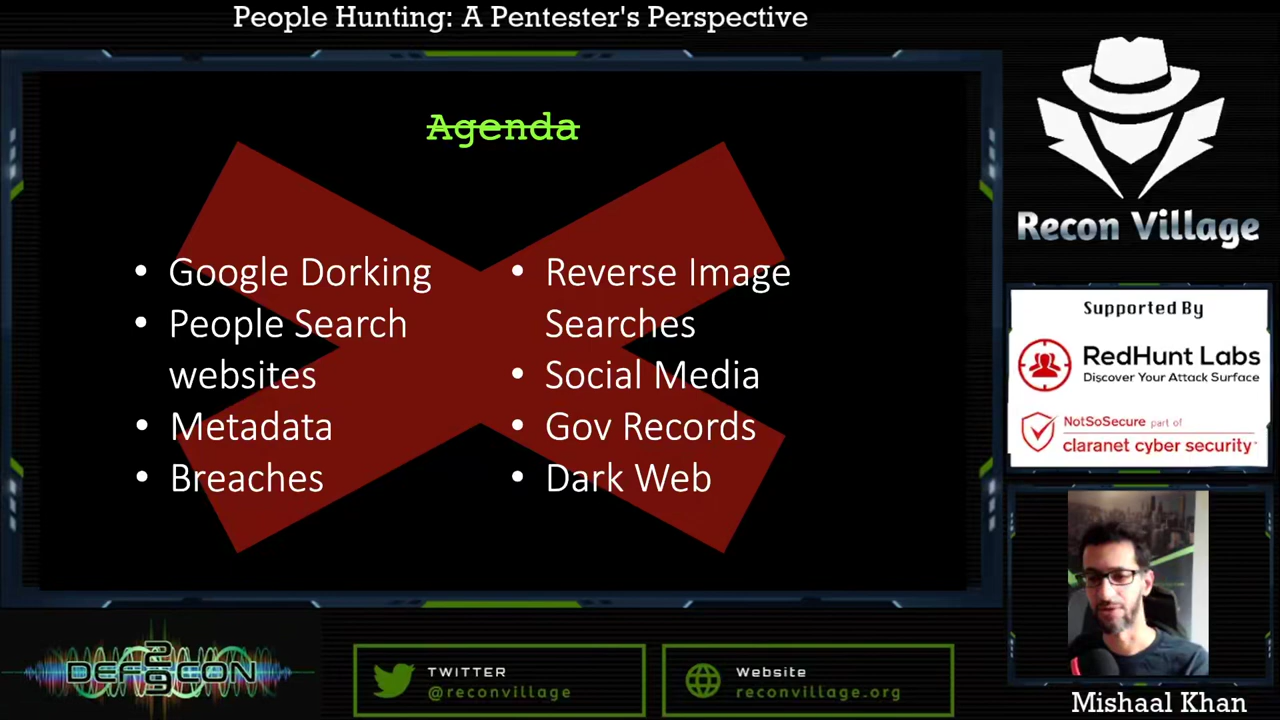 People Hunting: A Pentester's Perspective
Agenda
• Google Dorking
• People Search
websites
• Metadata
• Breaches
• Reverse Image
Searches
• Social Media
• Gov Records
• Dark Web
Recon Village
Supported By
RedHunt Labs
Discover Your Attack Surface
NotSoSecure part of
claranet cyber security
Mishaal Khan
DEF CON 29
TWITTER
@reconvillage
Website
reconvillage.org